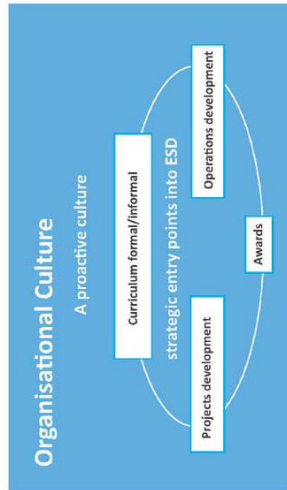 Organisational Culture
A proactive culture
Curriculum formal/informal
strategic entry points into ESD
Projects development
Operations development
Awards